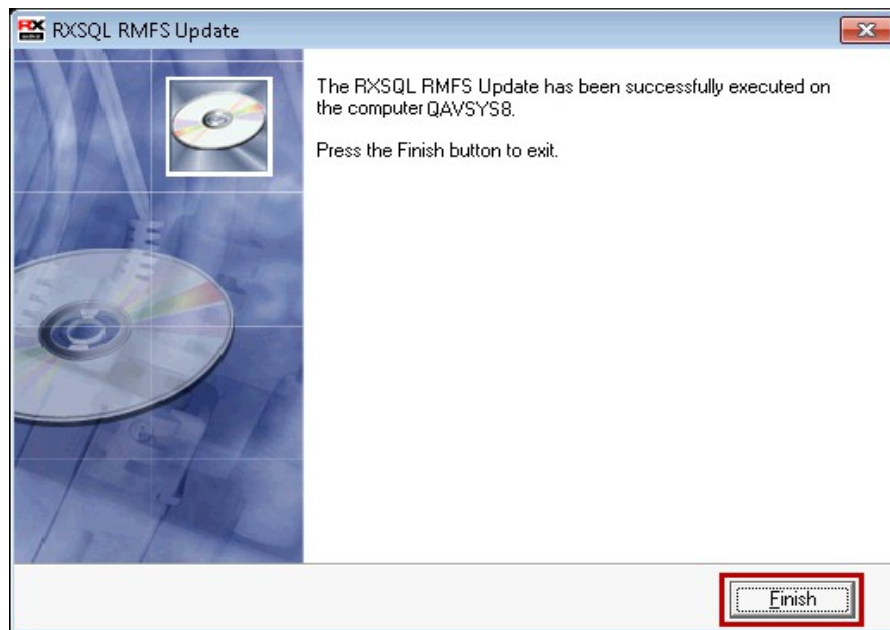 RX
RXSQL RMFS Update
The RXSQL RMFS Update has been successfully executed on
the computer QAVSYS8.
Press the Finish button to exit.
Finish